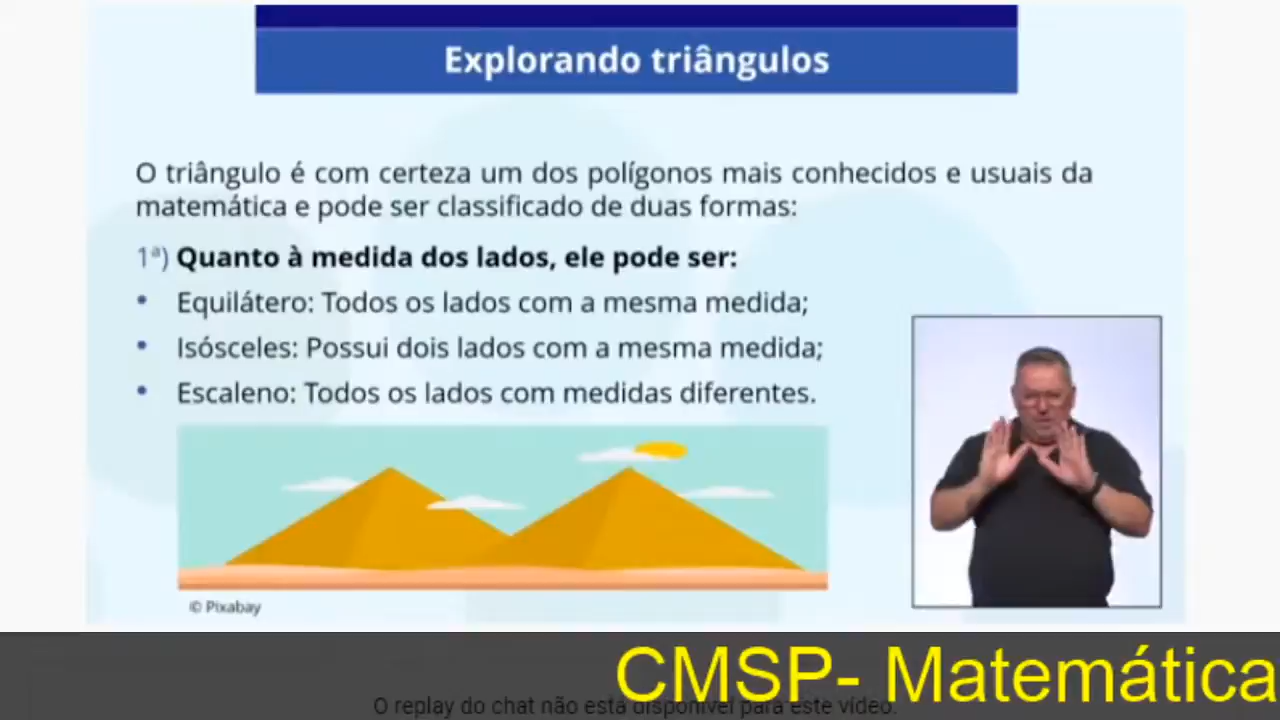 Explorando triângulos
O triângulo é com certeza um dos polígonos mais conhecidos e usuais da
matemática e pode ser classificado de duas formas:
1ª) Quanto à medida dos lados, ele pode ser:
• Equilátero: Todos os lados com a mesma medida;
• Isósceles: Possui dois lados com a mesma medida;
• Escaleno: Todos os lados com medidas diferentes.
© Pixabay
CMSP- Matemática
O replay do chat não está disponível para este vídeo.